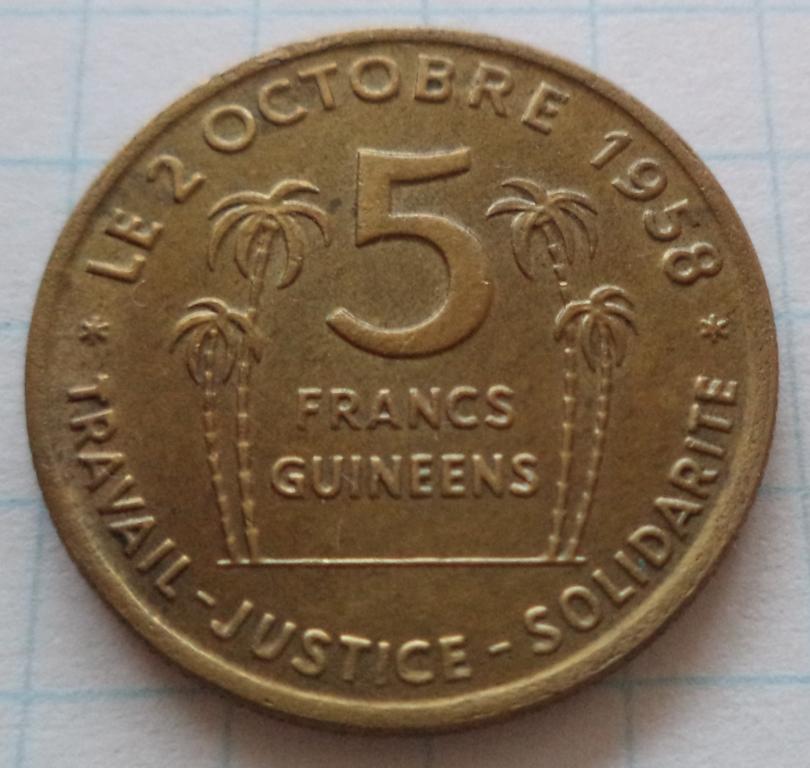 LE 2 OCTOBRE 1958
5
FRANCS
GUINEENS
* TRAVAIL - JUSTICE - SOLIDARITE *